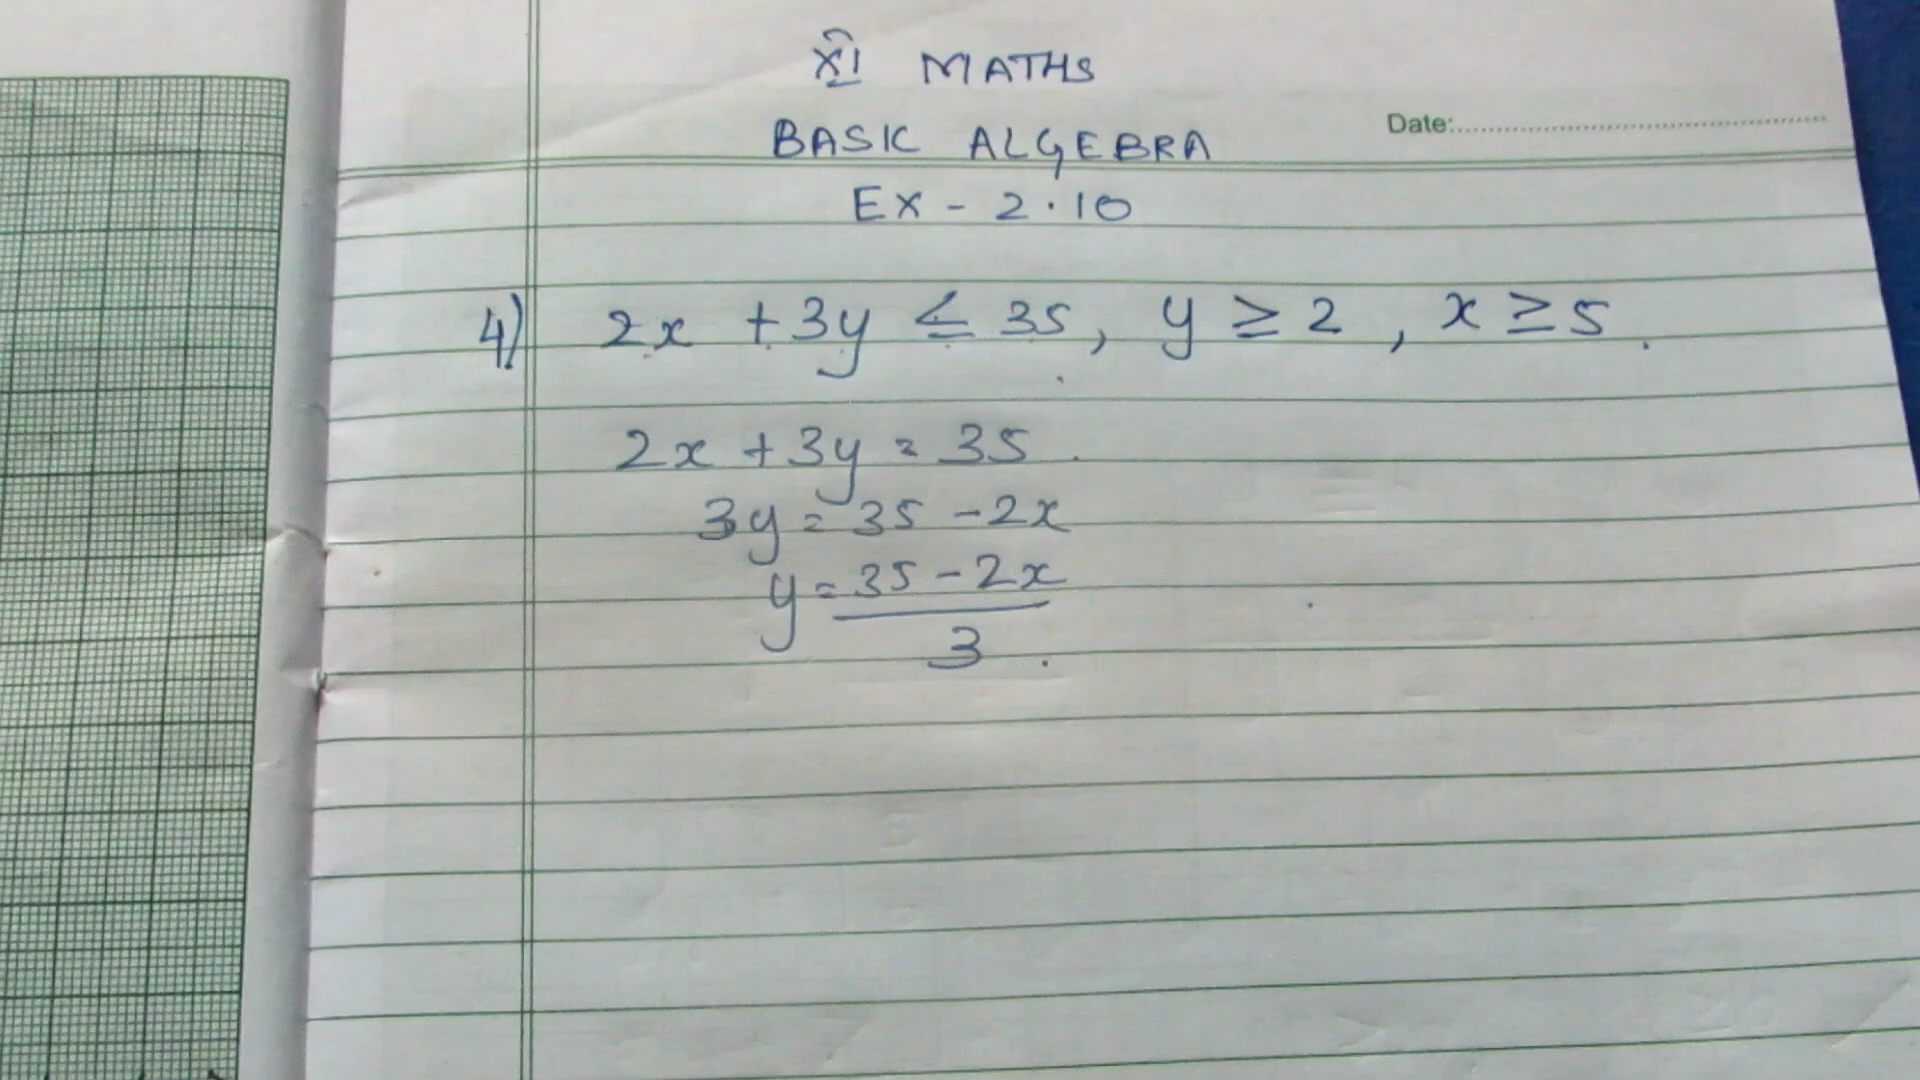 XI MATHS
BASIC ALGEBRA
Date:
EX - 2.10
4) 2x + 3y ≤ 35, y ≥ 2, x ≥ 5.
2x + 3y = 35.
3y = 35 - 2x
y = 35 - 2x
3.